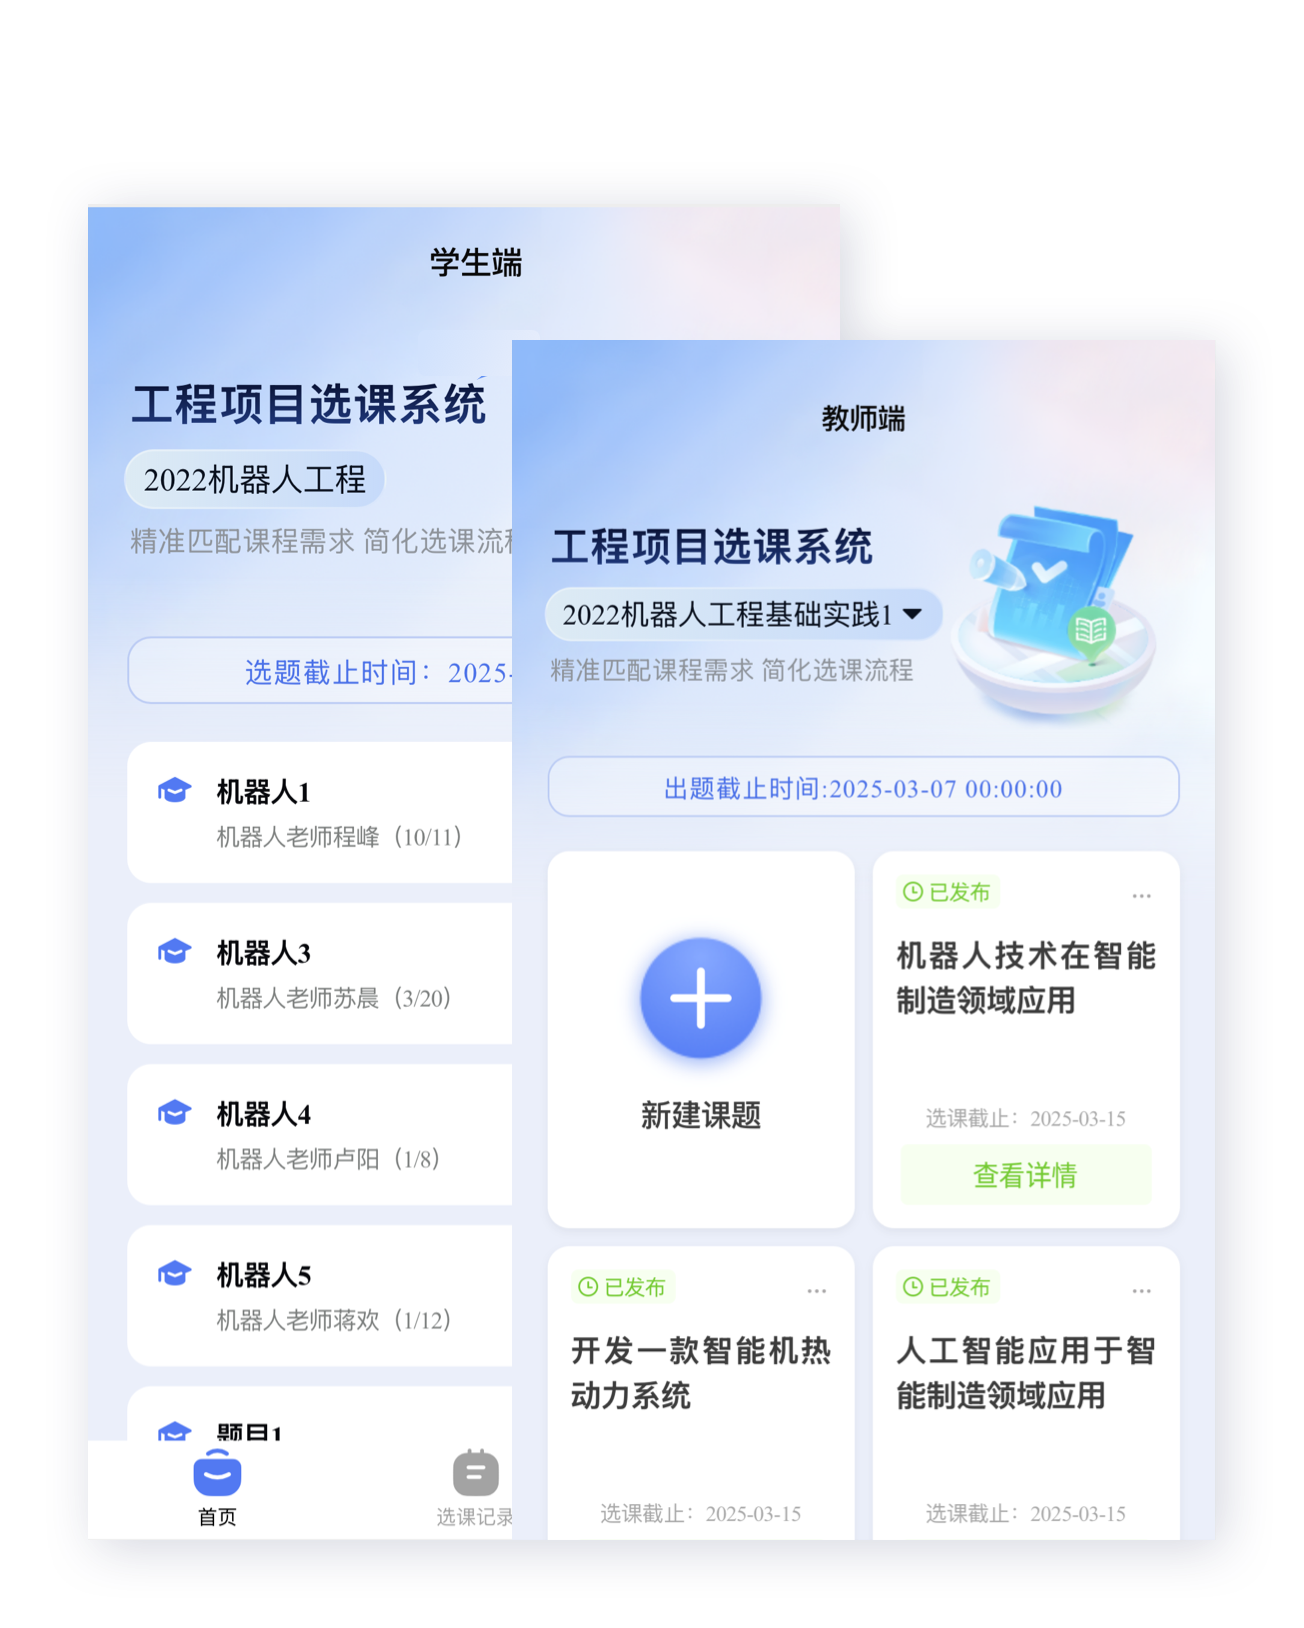 学生端
工程项目选课系统
2022机器人工程
精准匹配课程需求 简化选课流
选题截止时间：2025-
机器人1
机器人老师程峰（10/11）
机器人3
机器人老师苏晨（3/20）
机器人4
机器人老师卢阳（1/8）
机器人5
机器人老师蒋欢（1/12）
题目1
首页
选课记录
教师端
工程项目选课系统
2022机器人工程基础实践1
精准匹配课程需求 简化选课流程
出题截止时间:2025-03-07 00:00:00
新建课题
已发布
...
机器人技术在智能
制造领域应用
选课截止：2025-03-15
查看详情
已发布
...
开发一款智能机热
动力系统
选课截止：2025-03-15
已发布
...
人工智能应用于智
能制造领域应用
选课截止：2025-03-15